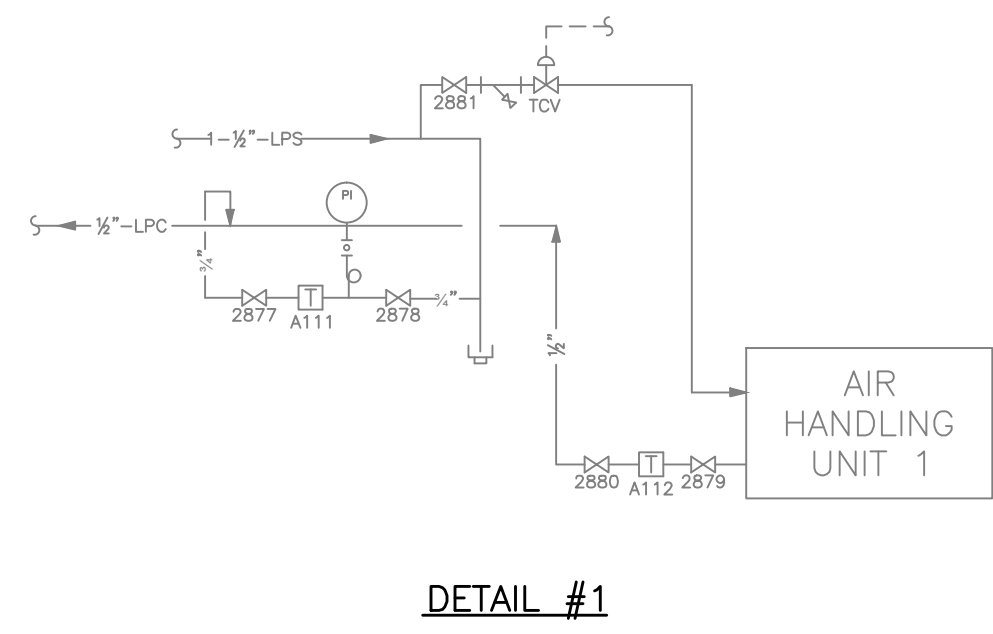 2881
TCV
1-½"-LPS
PI
½"-LPC
¾"
2877
T
A111
2878
¾"
½"
AIR
HANDLING
UNIT 1
2880
T
A112
2879
DETAIL #1